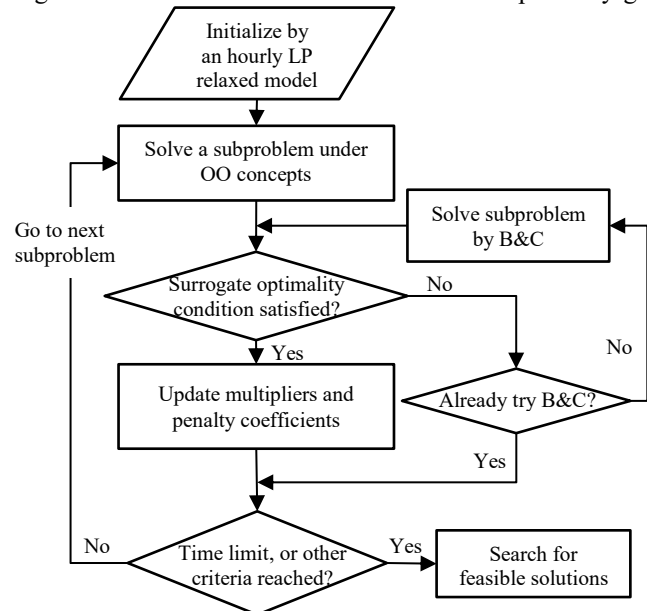 Initialize by
an hourly LP
relaxed model
Solve a subproblem under
OO concepts
Go to next
subproblem
Solve subproblem
by B&C
Surrogate optimality
condition satisfied?
No
No
Yes
Update multipliers and
penalty coefficients
Already try B&C?
Yes
No
Time limit, or other
criteria reached?
Yes
Search for
feasible solutions